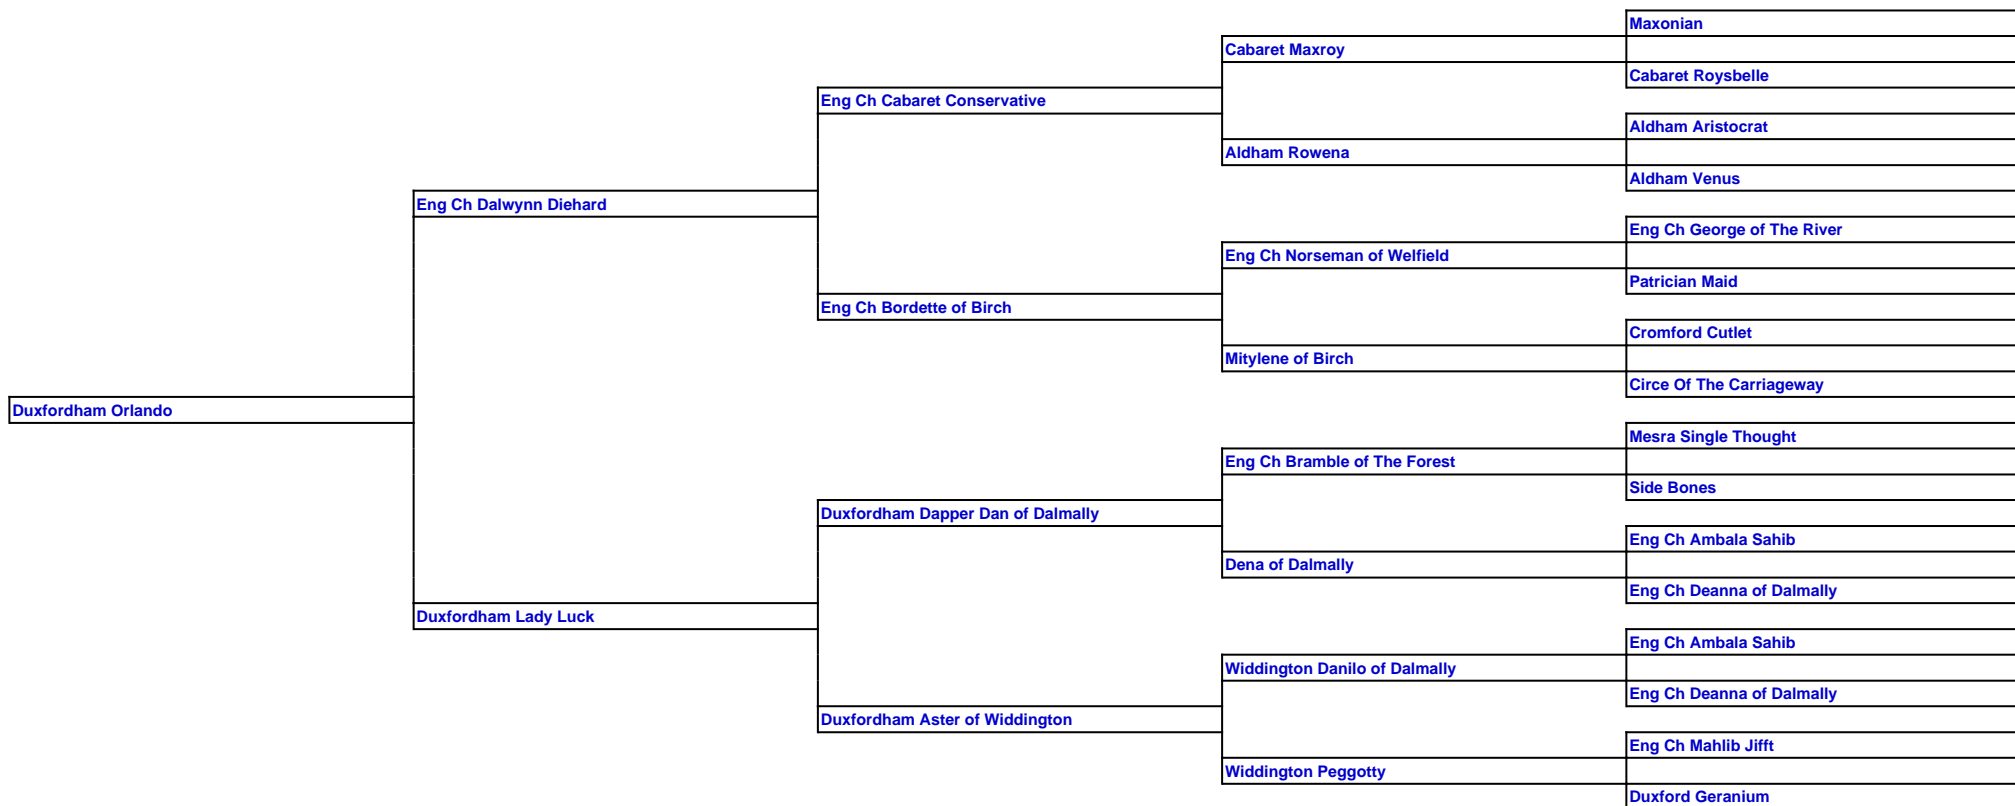 Maxonian
Cabaret Maxroy
Cabaret Roysbelle
Eng Ch Cabaret Conservative
Aldham Aristocrat
Aldham Rowena
Aldham Venus
Eng Ch Dalwynn Diehard
Eng Ch George of The River
Eng Ch Norseman of Welfield
Patrician Maid
Eng Ch Bordette of Birch
Cromford Cutlet
Mitylene of Birch
Circe Of The Carriageway
Duxfordham Orlando
Mesra Single Thought
Eng Ch Bramble of The Forest
Side Bones
Duxfordham Dapper Dan of Dalmally
Eng Ch Ambala Sahib
Dena of Dalmally
Eng Ch Deanna of Dalmally
Duxfordham Lady Luck
Eng Ch Ambala Sahib
Widdington Danilo of Dalmally
Eng Ch Deanna of Dalmally
Duxfordham Aster of Widdington
Eng Ch Mahlib Jifft
Widdington Peggotty
Duxford Geranium